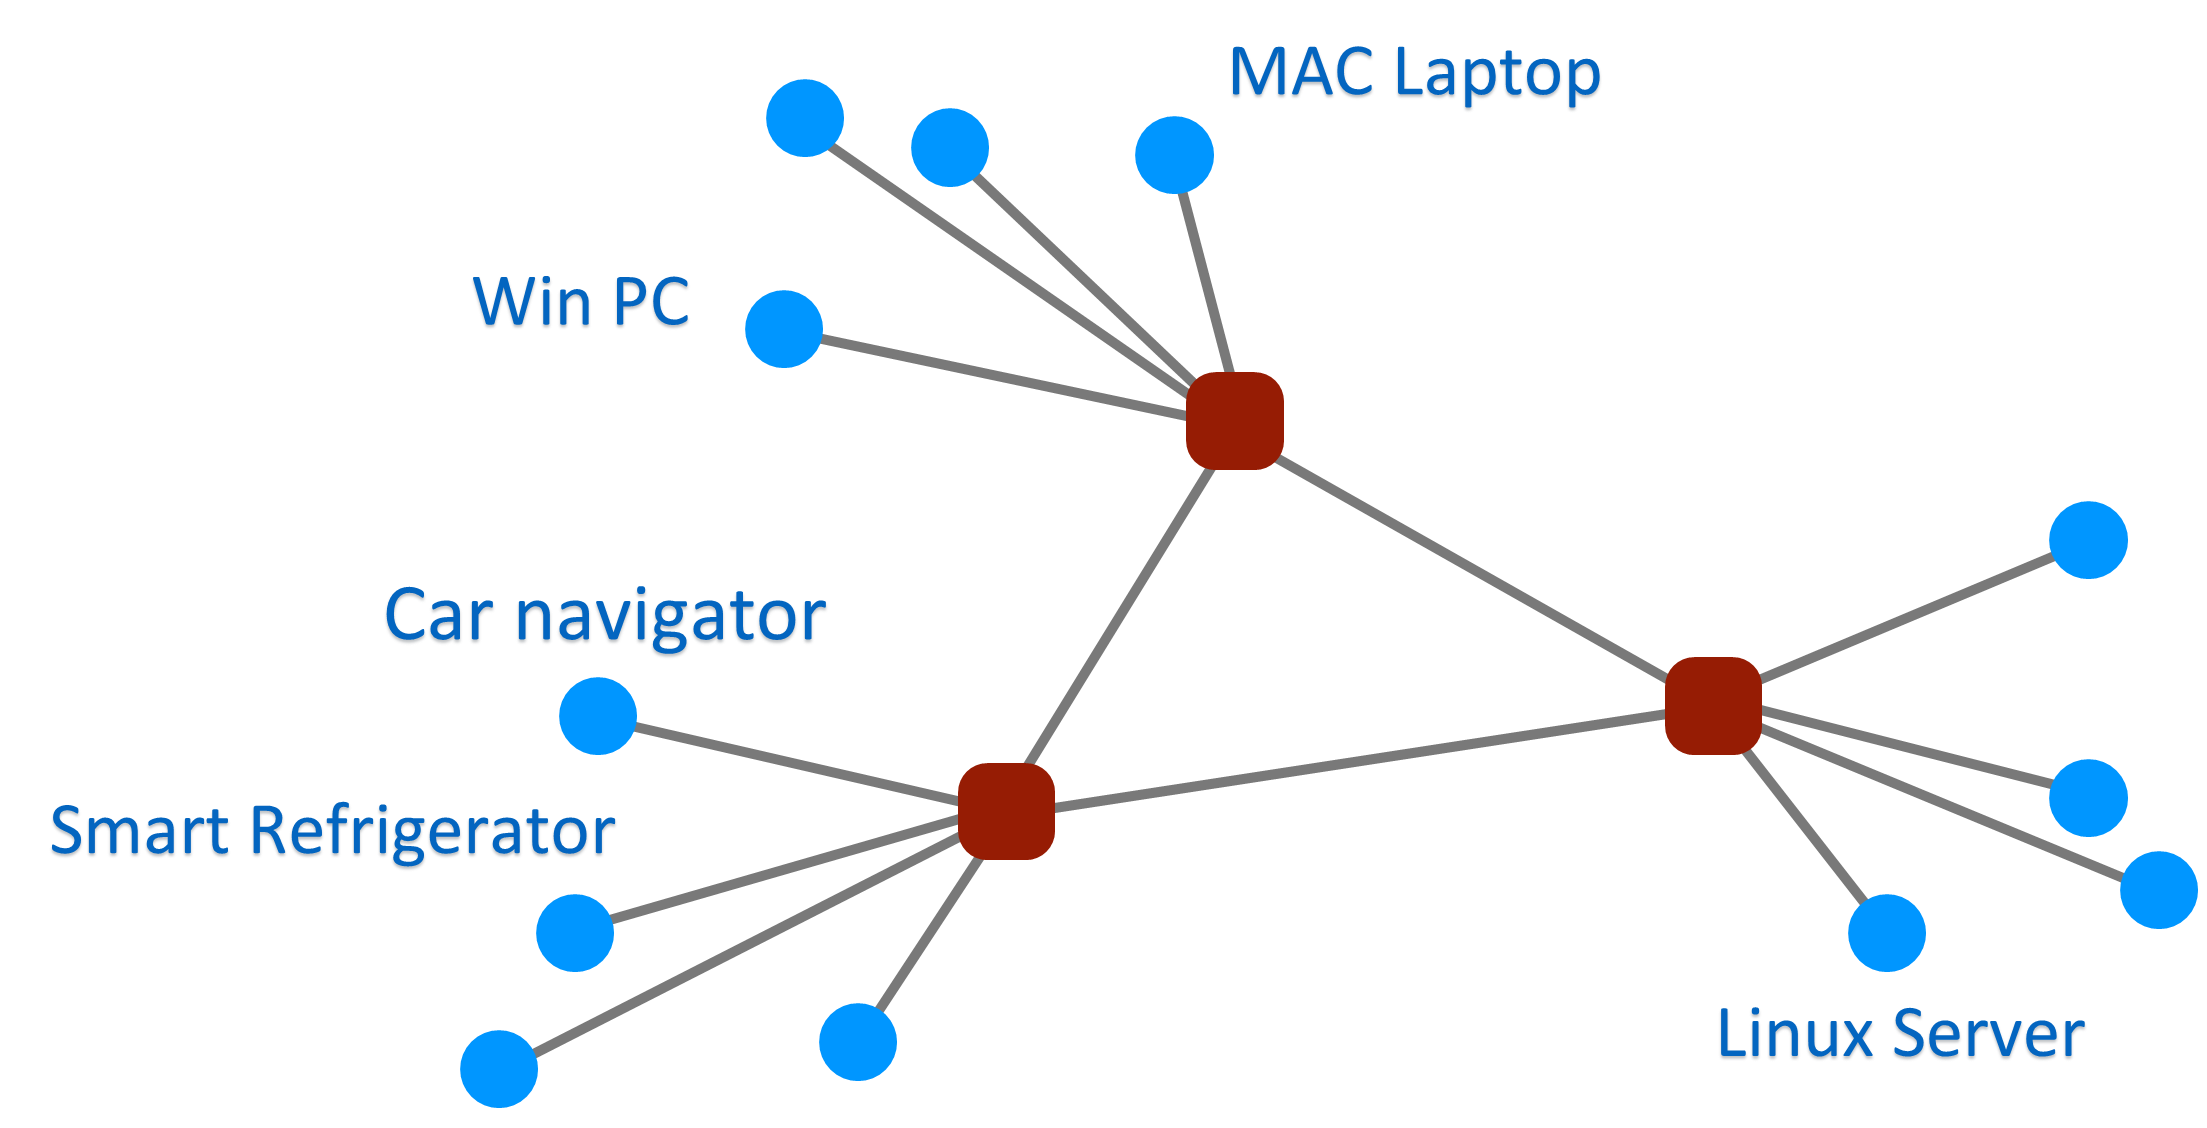 MAC Laptop
Win PC
Car navigator
Smart Refrigerator
Linux Server